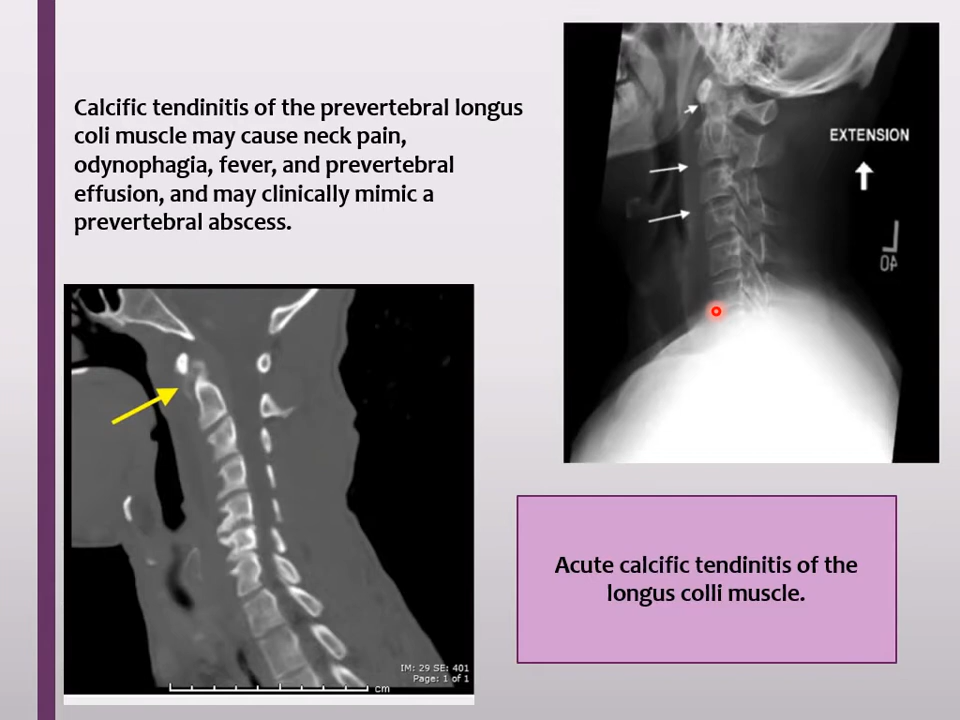 Calcific tendinitis of the prevertebral longus
coli muscle may cause neck pain,
odynophagia, fever, and prevertebral
effusion, and may clinically mimic a
prevertebral abscess.
EXTENSION
L
40
IM: 29 SE: 401
Page: 1 of 1
cm
Acute calcific tendinitis of the
longus colli muscle.